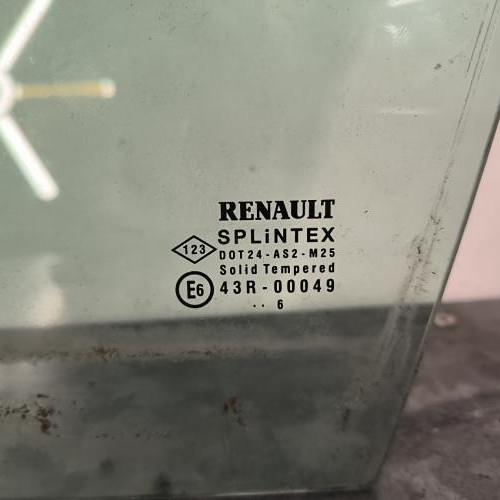 RENAULT
SPLiNTEX
123
DOT24-AS2-M25
Solid Tempered
E6 43R-00049
.. 6